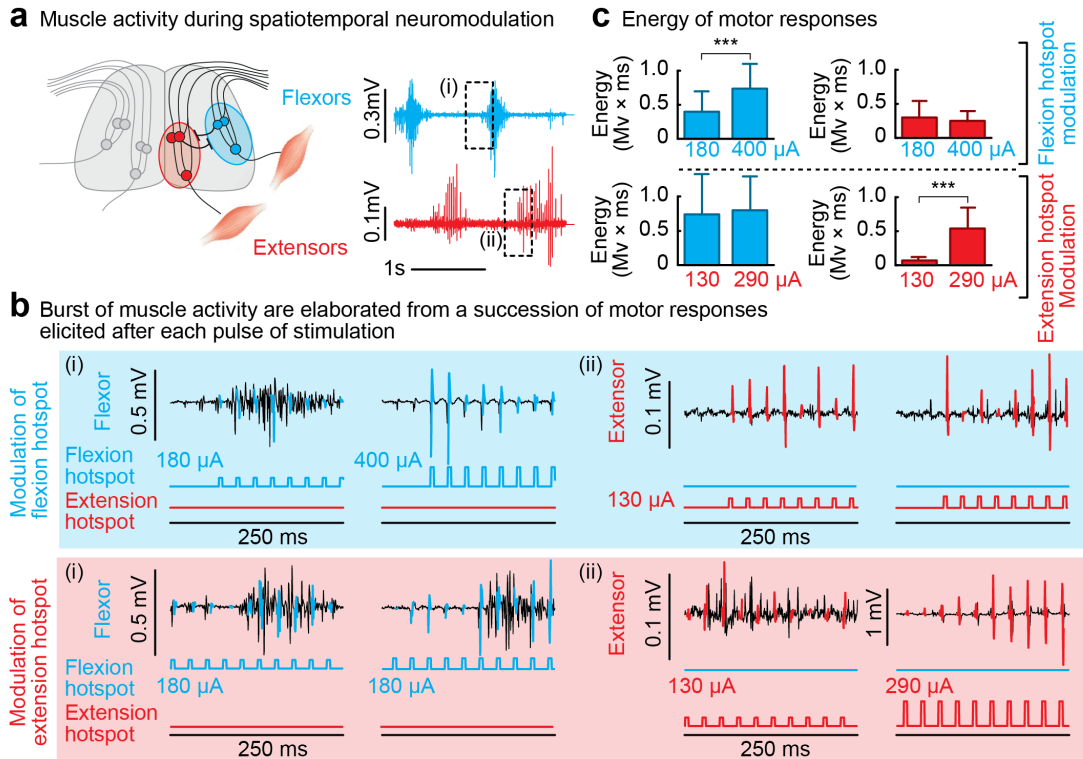 a Muscle activity during spatiotemporal neuromodulation
Flexors
Extensors
0.3mV
(i)
0.1mV
(ii)
1s
c Energy of motor responses
Energy
(Mv × ms)
1.0
0.5
0
***
180 400 µA
Energy
(Mv × ms)
1.0
0.5
0
180 400 µA
Flexion hotspot
modulation
Energy
(Mv × ms)
1.0
0.5
0
130 290 µA
Energy
(Mv × ms)
1.0
0.5
0
***
130 290 µA
Extension hotspot
Modulation
b Burst of muscle activity are elaborated from a succession of motor responses
elicited after each pulse of stimulation
Modulation of
flexion hotspot
(i)
Flexor
0.5 mV
Flexion
hotspot
180 µA
400 µA
Extension
hotspot
250 ms
(ii)
Extensor
0.1 mV
130 µA
250 ms
Modulation of
extension hotspot
(i)
Flexor
0.5 mV
Flexion
hotspot
180 µA
180 µA
Extension
hotspot
250 ms
(ii)
Extensor
0.1 mV
1 mV
130 µA
290 µA
250 ms